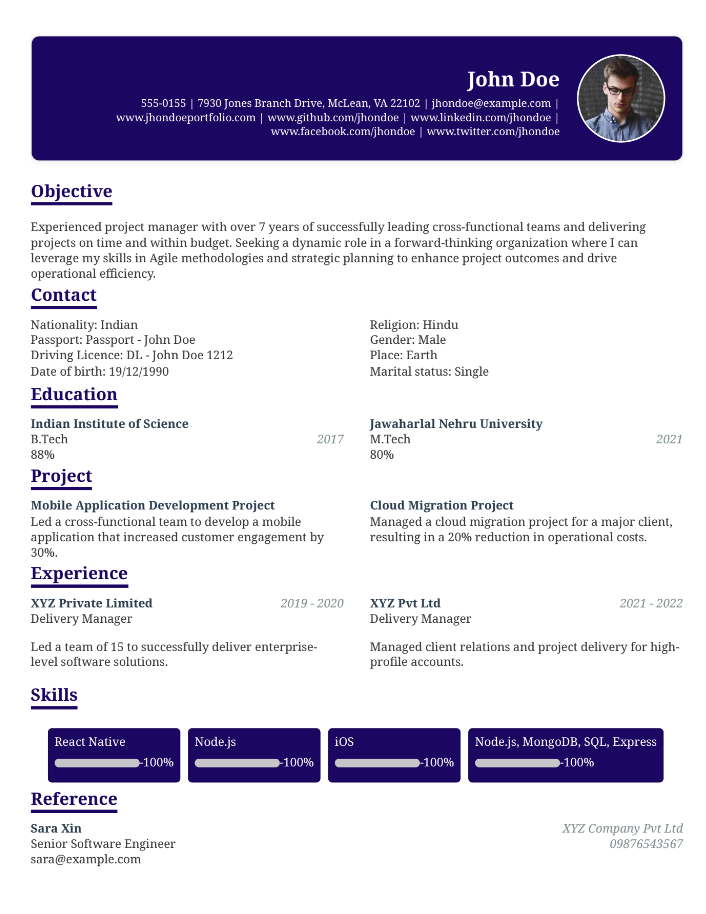 John Doe
555-0155 | 7930 Jones Branch Drive, McLean, VA 22102 | jhondoe@example.com |
www.jhondoeportfolio.com | www.github.com/jhondoe | www.linkedin.com/jhondoe |
www.facebook.com/jhondoe | www.twitter.com/jhondoe
Objective
Experienced project manager with over 7 years of successfully leading cross-functional teams and delivering
projects on time and within budget. Seeking a dynamic role in a forward-thinking organization where I can
leverage my skills in Agile methodologies and strategic planning to enhance project outcomes and drive
operational efficiency.
Contact
Nationality: Indian
Passport: Passport - John Doe
Driving Licence: DL - John Doe 1212
Date of birth: 19/12/1990
Religion: Hindu
Gender: Male
Place: Earth
Marital status: Single
Education
Indian Institute of Science
B.Tech 2017
88%
Jawaharlal Nehru University
M.Tech 2021
80%
Project
Mobile Application Development Project
Led a cross-functional team to develop a mobile
application that increased customer engagement by
30%.
Cloud Migration Project
Managed a cloud migration project for a major client,
resulting in a 20% reduction in operational costs.
Experience
XYZ Private Limited 2019 - 2020
Delivery Manager
Led a team of 15 to successfully deliver enterprise-
level software solutions.
XYZ Pvt Ltd 2021 - 2022
Delivery Manager
Managed client relations and project delivery for high-
profile accounts.
Skills
React Native
-100%
Node.js
-100%
iOS
-100%
Node.js, MongoDB, SQL, Express
-100%
Reference
Sara Xin
Senior Software Engineer
sara@example.com
XYZ Company Pvt Ltd
09876543567